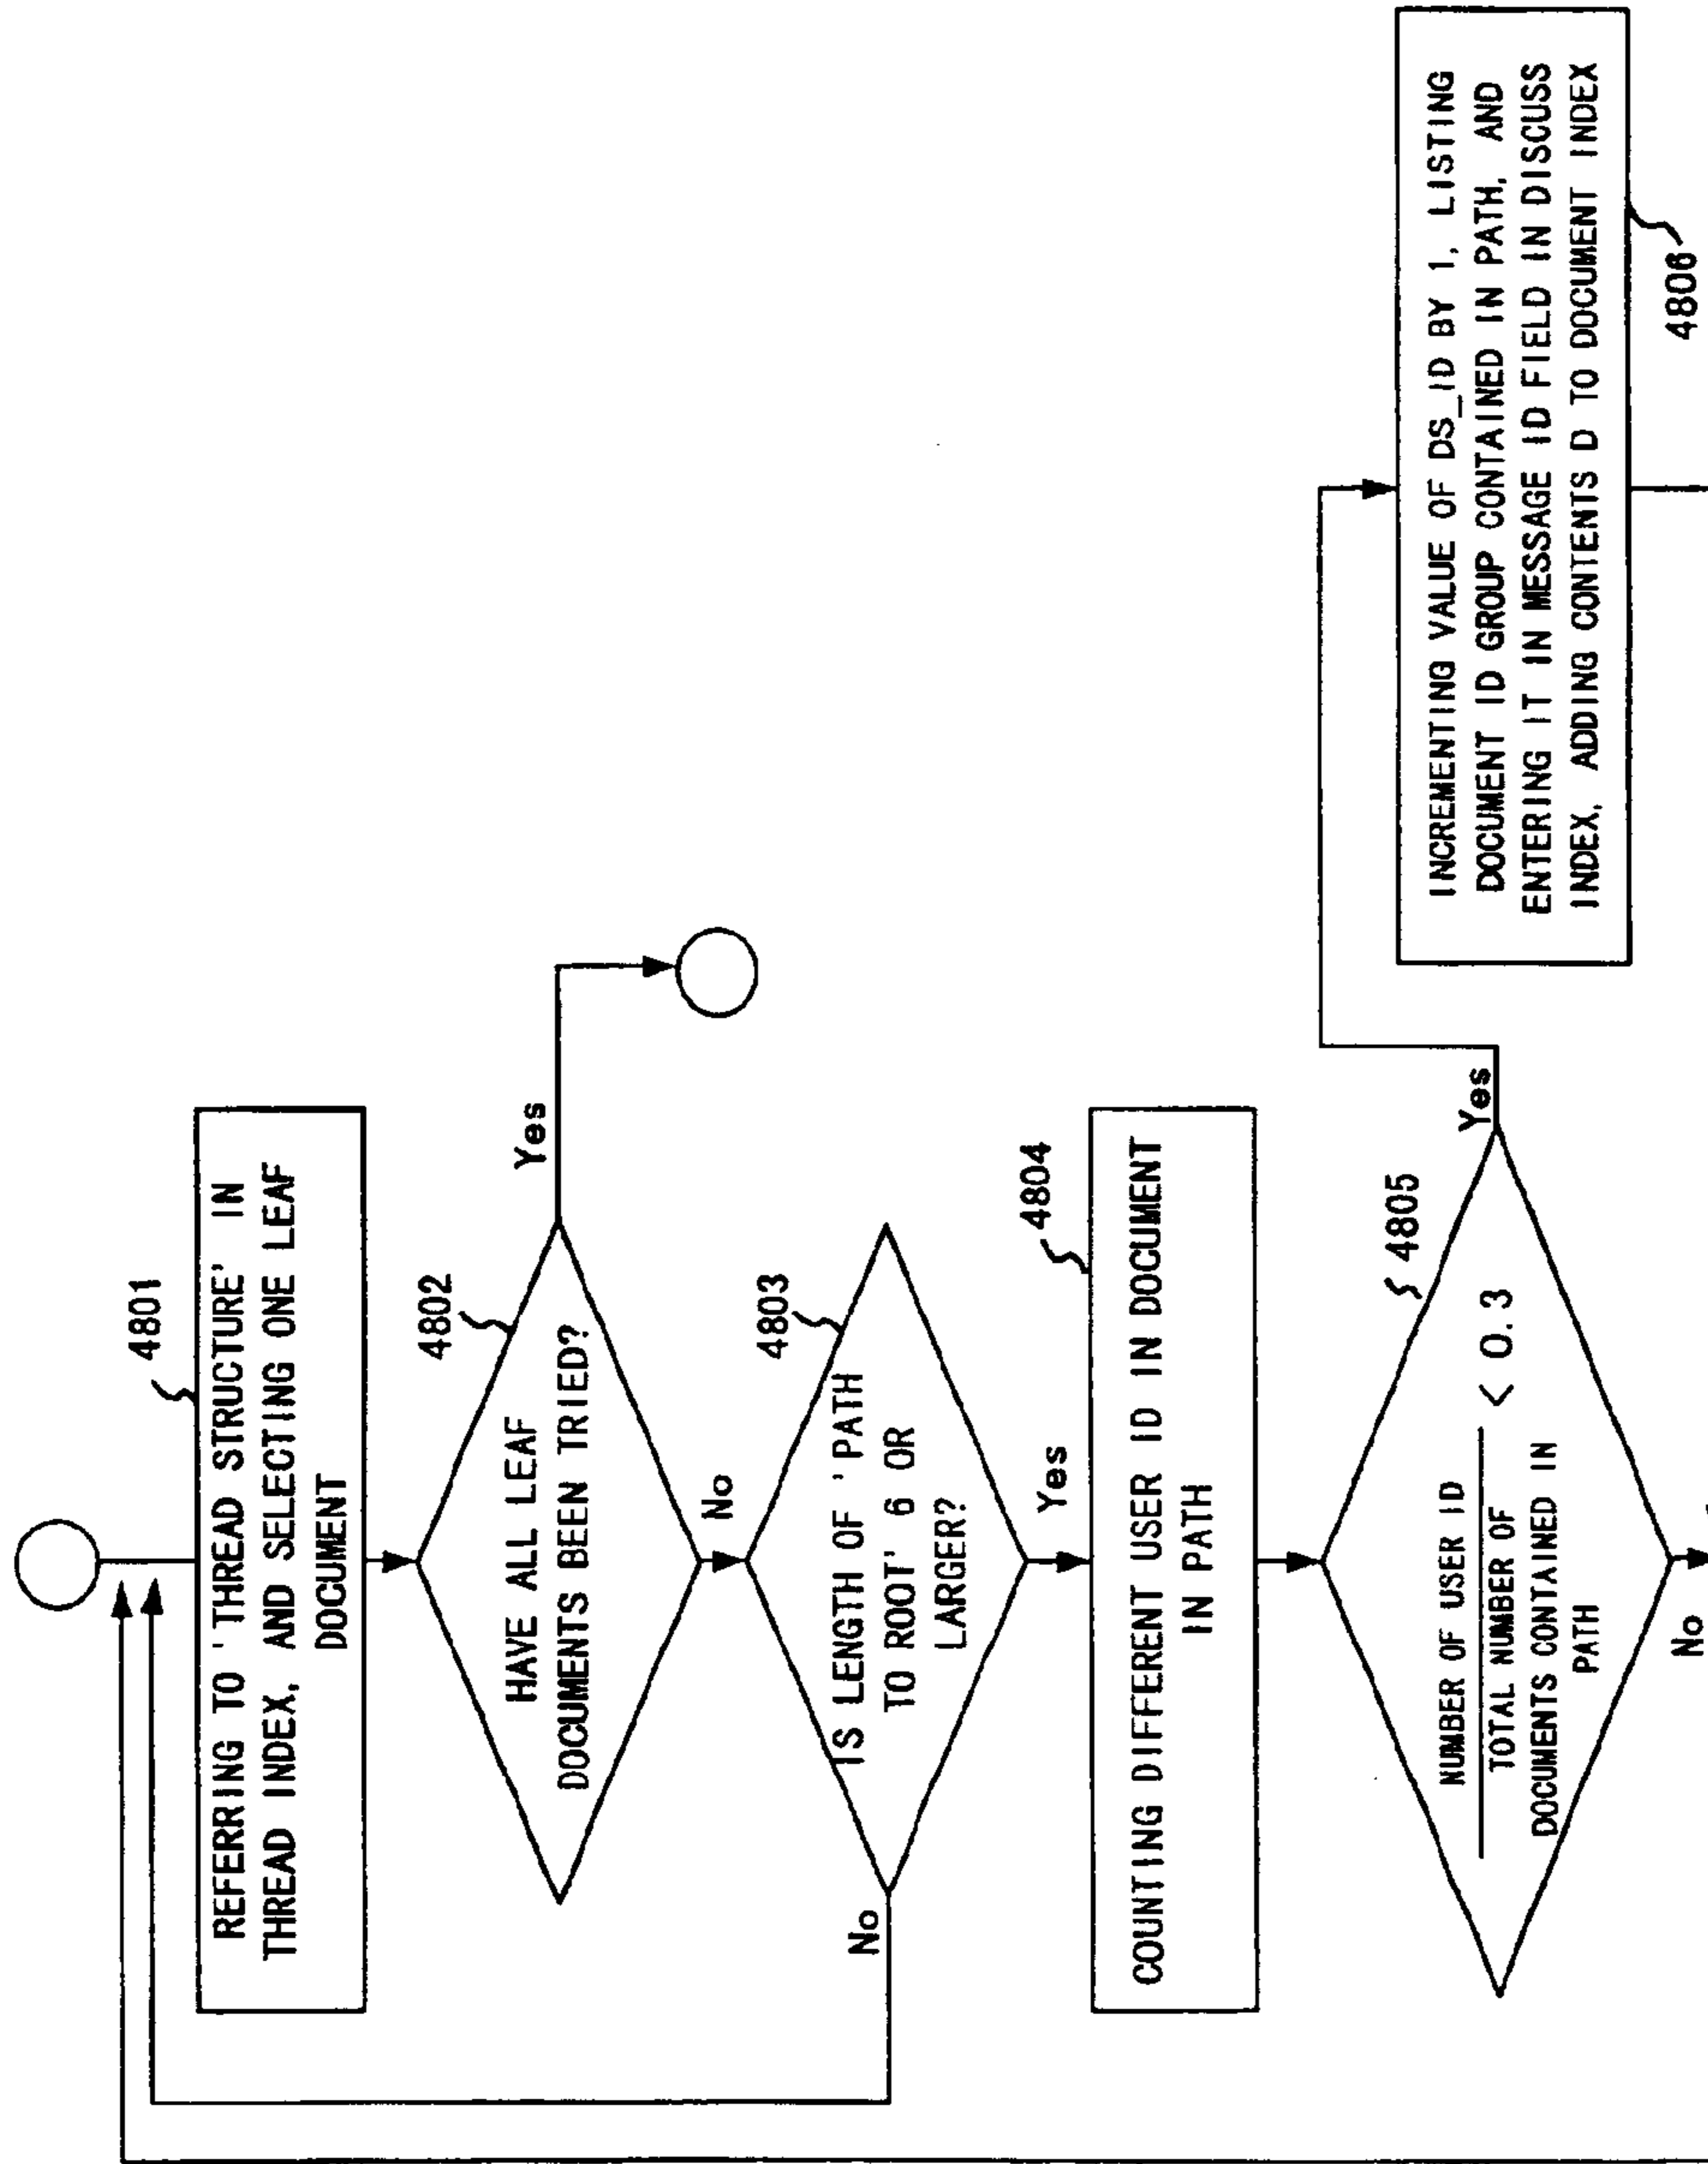 4801
REFERRING TO 'THREAD STRUCTURE' IN
THREAD INDEX, AND SELECTING ONE LEAF
DOCUMENT
4802
HAVE ALL LEAF
DOCUMENTS BEEN TRIED?
Yes
No
4803
IS LENGTH OF 'PATH
TO ROOT' 6 OR
LARGER?
No
Yes
4804
COUNTING DIFFERENT USER ID IN DOCUMENT
IN PATH
4805
NUMBER OF USER ID
TOTAL NUMBER OF
DOCUMENTS CONTAINED IN
PATH
< 0.3
Yes
No
INCREMENTING VALUE OF DS_ID BY 1, LISTING
DOCUMENT ID GROUP CONTAINED IN PATH, AND
ENTERING IT IN MESSAGE ID FIELD IN DISCUSS
INDEX, ADDING CONTENTS D TO DOCUMENT INDEX
4806